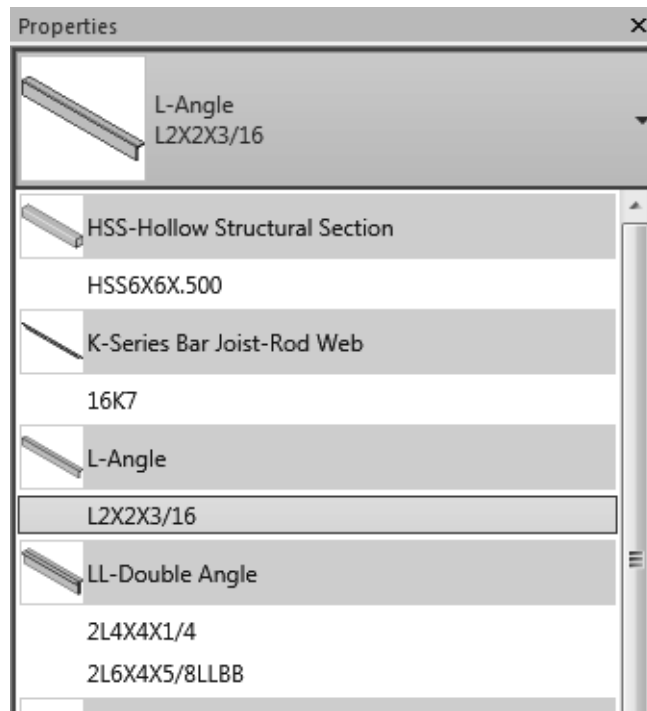 Properties
L-Angle
L2X2X3/16
HSS-Hollow Structural Section
HSS6X6X.500
K-Series Bar Joist-Rod Web
16K7
L-Angle
L2X2X3/16
LL-Double Angle
2L4X4X1/4
2L6X4X5/8LLBB